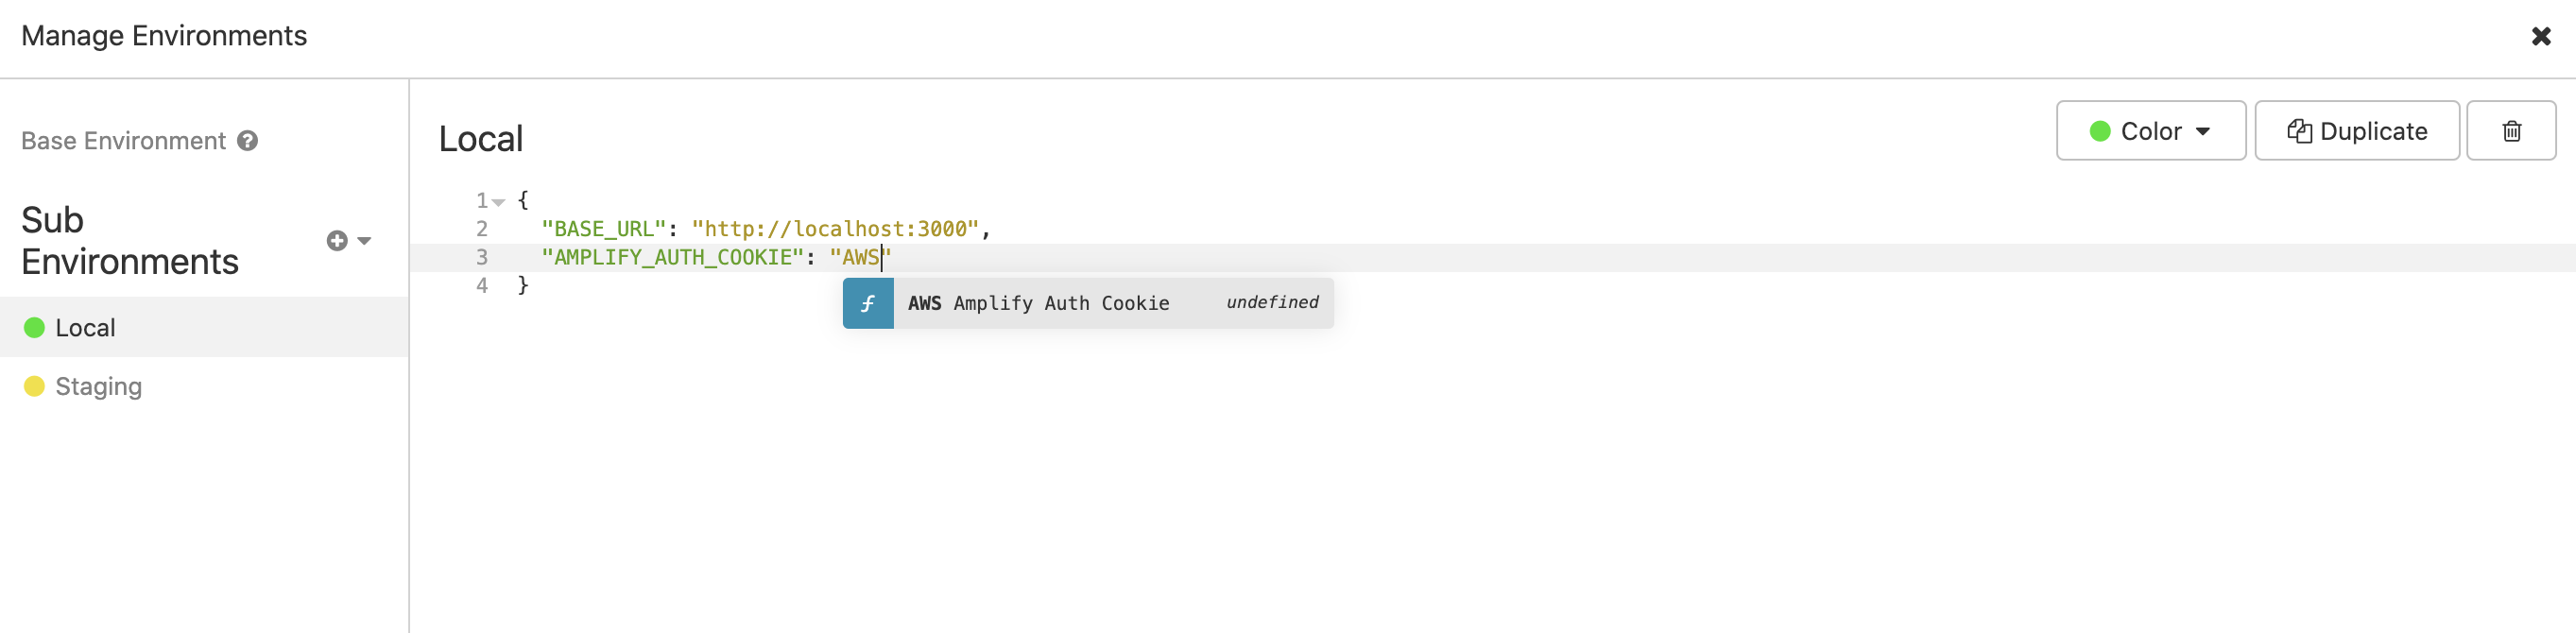 Manage Environments
Base Environment
Sub
Environments
Local
Staging
Local
Color
Duplicate
1 {
2 "BASE_URL": "http://localhost:3000",
3 "AMPLIFY_AUTH_COOKIE": "AWS"
4 }
f AWS Amplify Auth Cookie undefined